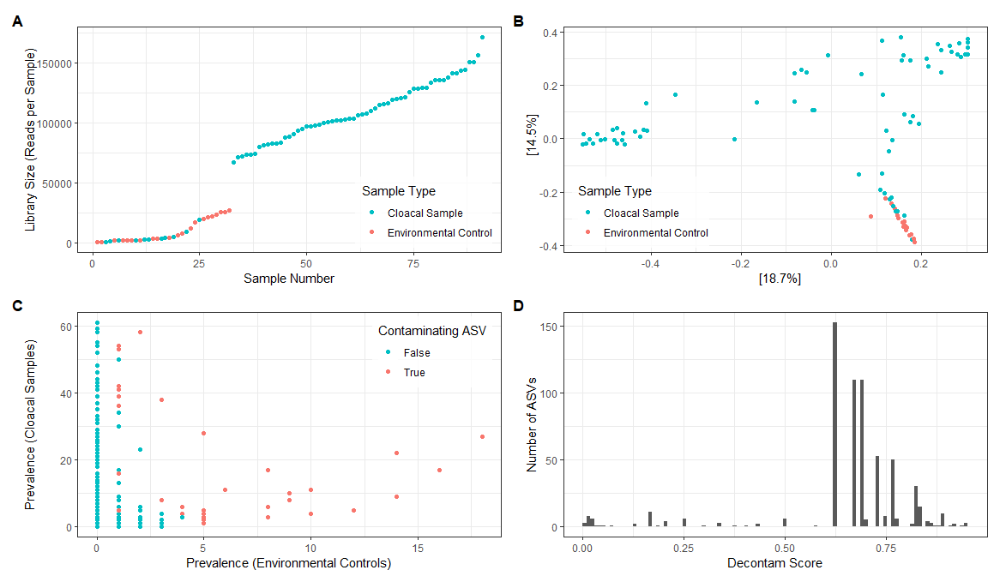 A
Library Size (Reads per Sample)
150000
100000
50000
0
0
25
50
75
Sample Number
Sample Type
Cloacal Sample
Environmental Control
B
[14.5%]
0.4
0.2
0.0
-0.2
-0.4
-0.4
-0.2
0.0
0.2
[18.7%]
Sample Type
Cloacal Sample
Environmental Control
C
Prevalence (Cloacal Samples)
60
40
20
0
0
5
10
15
Prevalence (Environmental Controls)
Contaminating ASV
False
True
D
Number of ASVs
150
100
50
0
0.00
0.25
0.50
0.75
Decontam Score